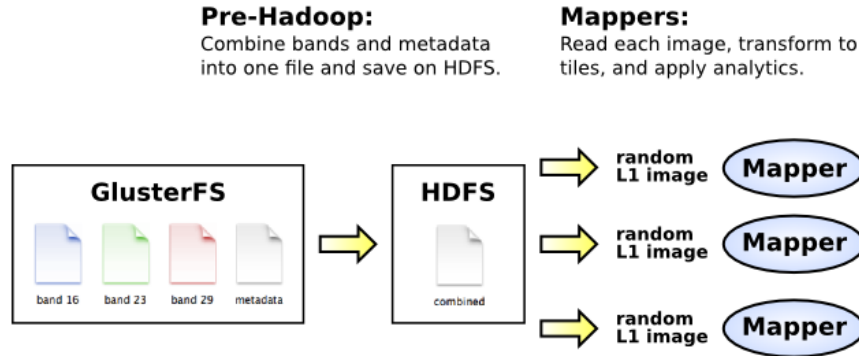 Pre-Hadoop:
Combine bands and metadata
into one file and save on HDFS.
Mappers:
Read each image, transform to
tiles, and apply analytics.
GlusterFS
band 16
band 23
band 29
metadata
HDFS
combined
random
L1 image
Mapper
random
L1 image
Mapper
random
L1 image
Mapper